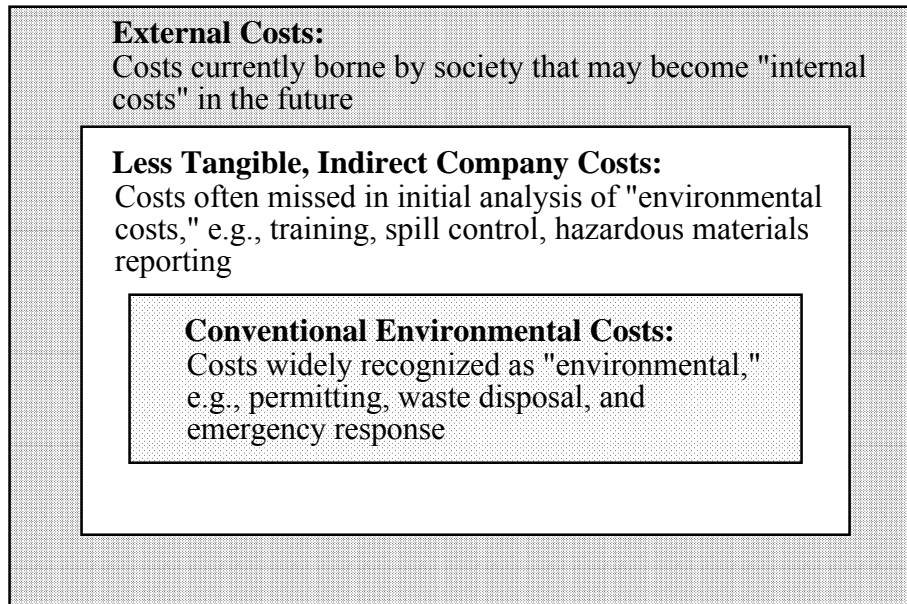 External Costs:
Costs currently borne by society that may become "internal
costs" in the future
Less Tangible, Indirect Company Costs:
Costs often missed in initial analysis of "environmental
costs," e.g., training, spill control, hazardous materials
reporting
Conventional Environmental Costs:
Costs widely recognized as "environmental,"
e.g., permitting, waste disposal, and
emergency response